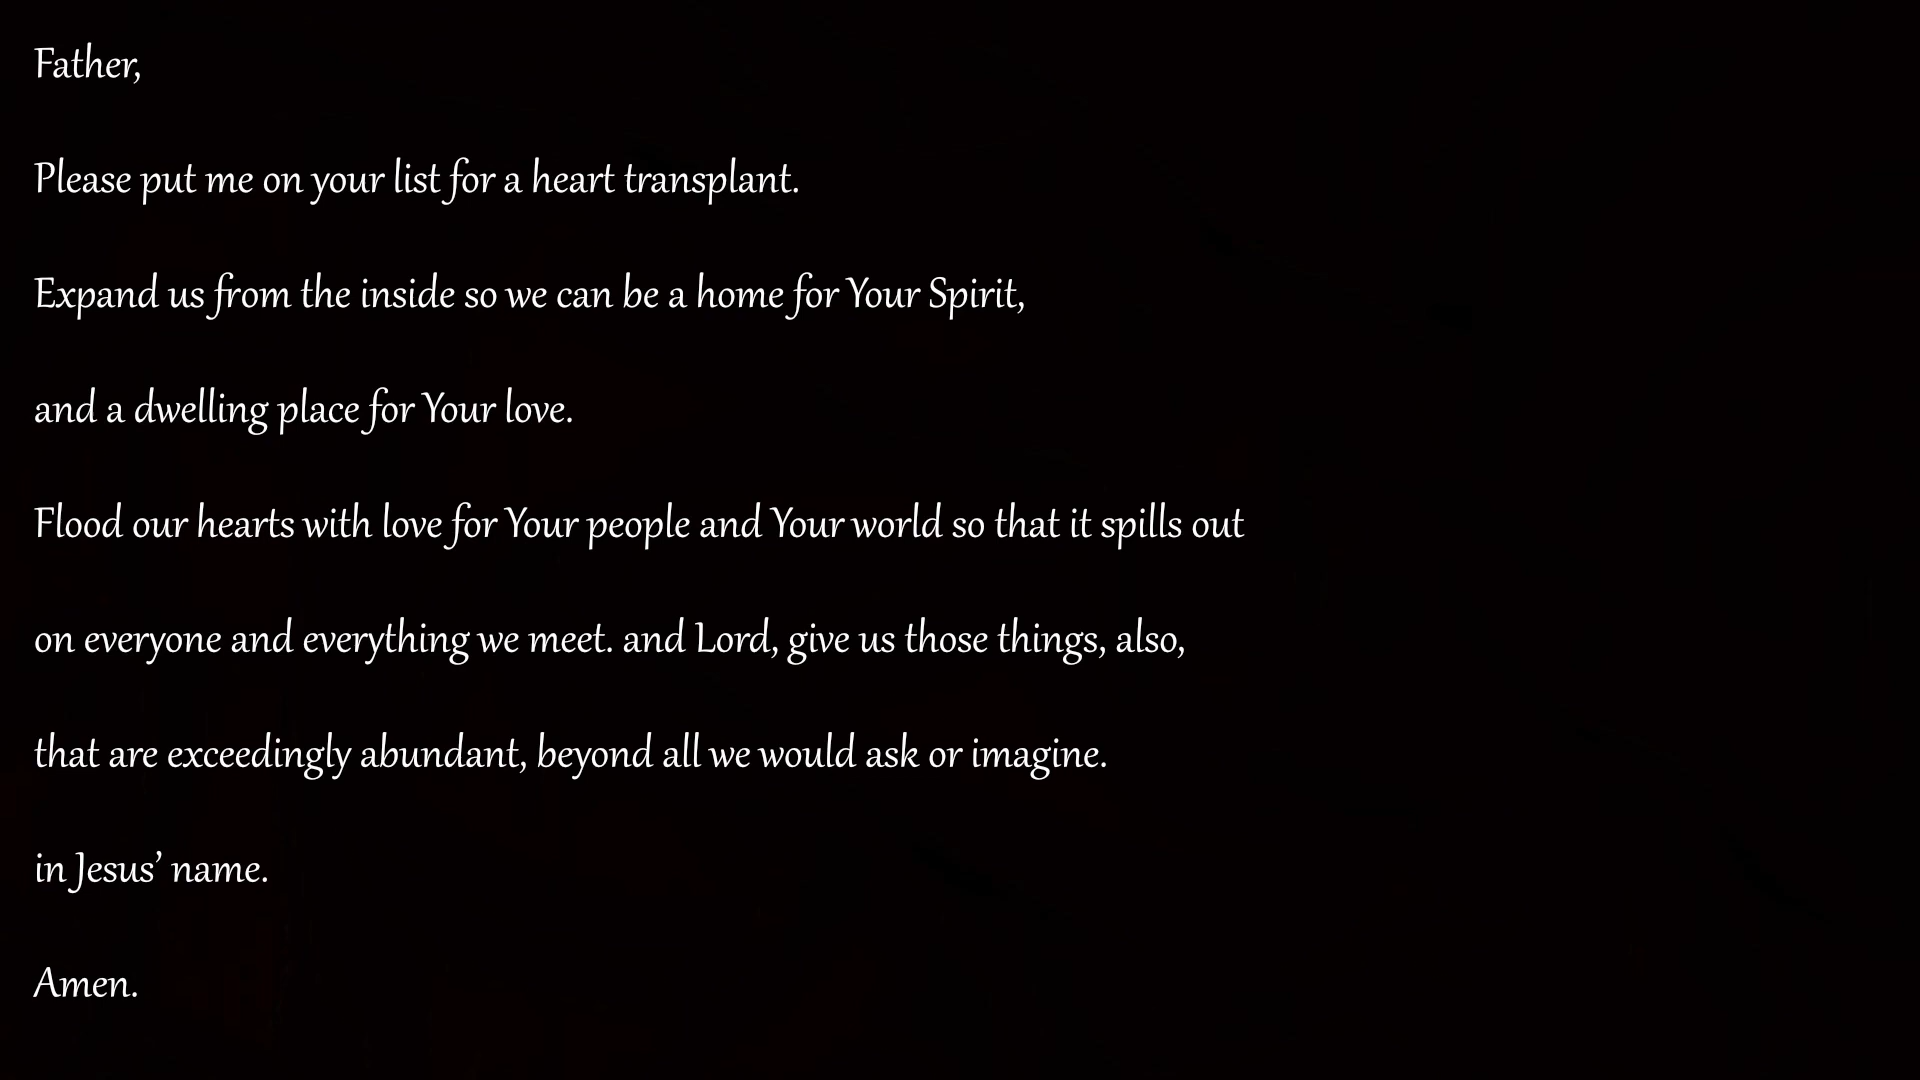 Father,
Please put me on your list for a heart transplant.
Expand us from the inside so we can be a home for Your Spirit,
and a dwelling place for Your love.
Flood our hearts with love for Your people and Your world so that it spills out
on everyone and everything we meet. and Lord, give us those things, also,
that are exceedingly abundant, beyond all we would ask or imagine.
in Jesus’ name.
Amen.